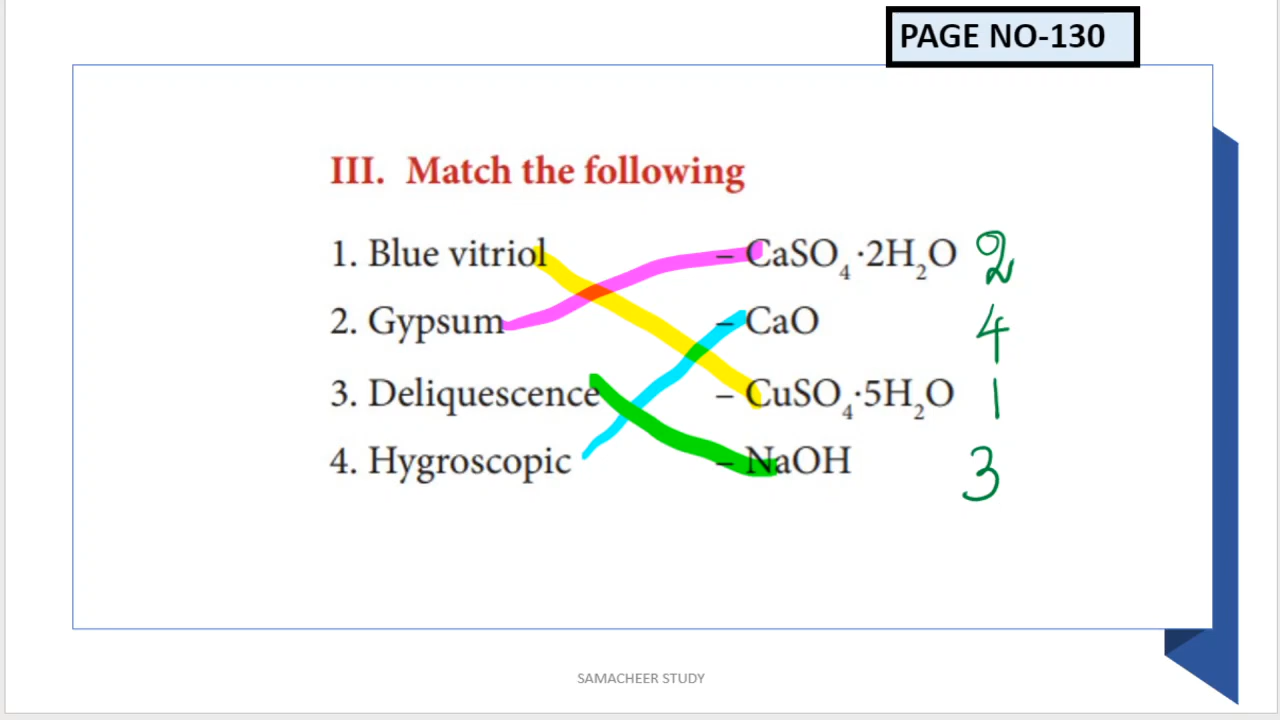 PAGE NO-130
III. Match the following
1. Blue vitriol – CaSO₄·2H₂O 2
2. Gypsum – CaO 4
3. Deliquescence – CuSO₄·5H₂O 1
4. Hygroscopic – NaOH 3
SAMACHEER STUDY